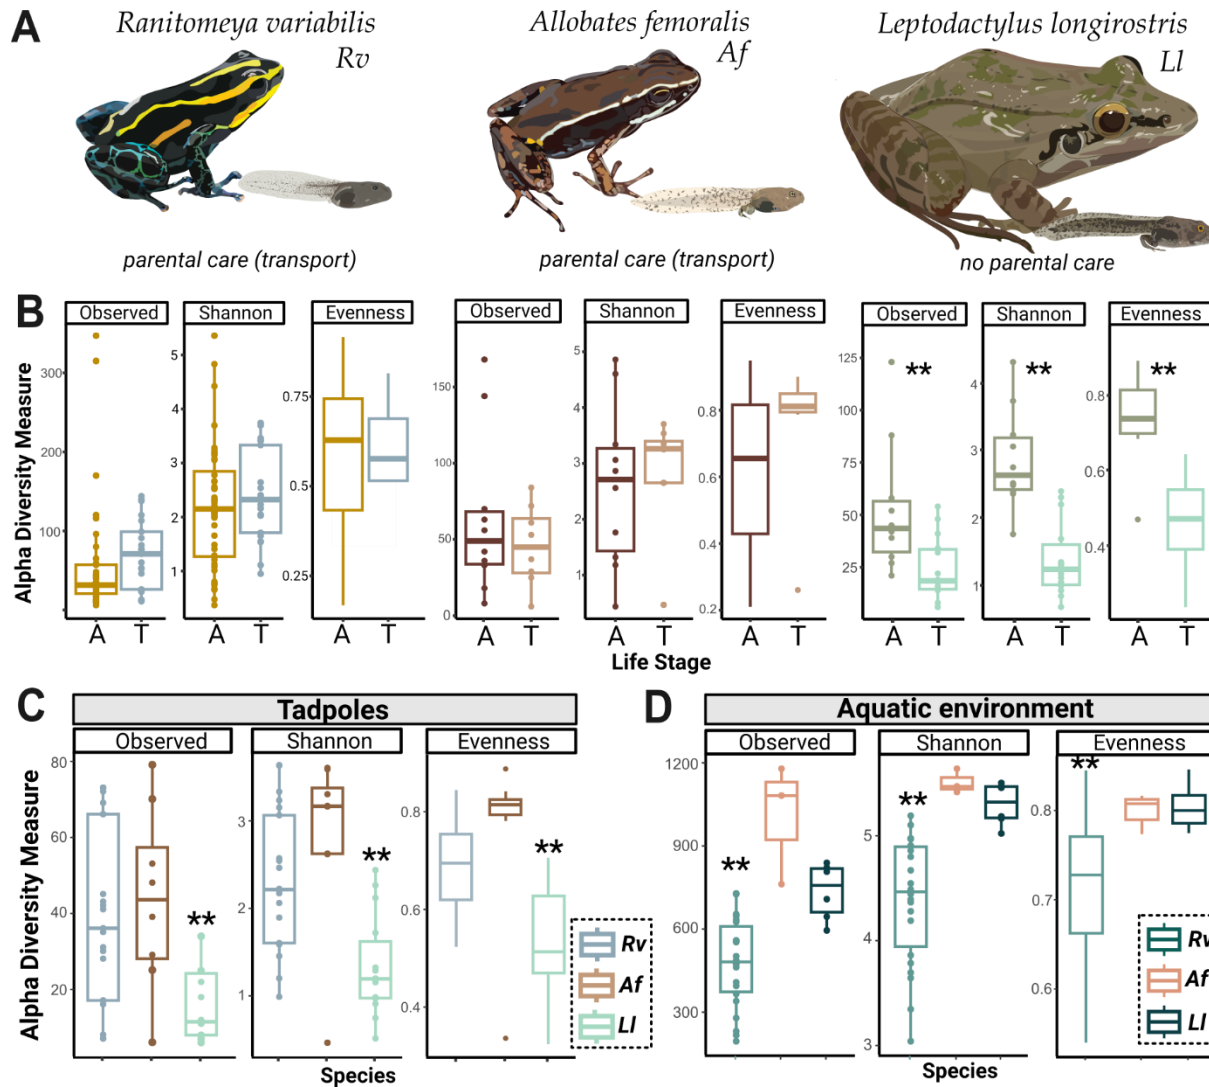 A
Ranitomeya variabilis
Rv
Allobates femoralis
Af
Leptodactylus longirostris
Ll
parental care (transport)
parental care (transport)
no parental care
B
Alpha Diversity Measure
Observed
300
200
100
0
A T
Shannon
5
4
3
2
1
A T
Evenness
0.75
0.5
0.25
A T
Observed
150
100
50
0
A T
Shannon
5
4
3
2
1
0
A T
Evenness
0.8
0.6
0.4
0.2
A T
Observed
125
100
75
50
25
**
A T
Shannon
4
3
2
1
**
A T
Evenness
0.8
0.6
0.4
**
A T
Life Stage
C
Tadpoles
Alpha Diversity Measure
Observed
80
60
40
20
**
Shannon
3
2
1
**
Evenness
0.8
0.6
0.4
**
Rv
Af
Ll
Species
D
Aquatic environment
Observed
1200
900
600
300
**
Shannon
5
4
3
**
Evenness
0.8
0.7
0.6
**
Rv
Af
Ll
Species